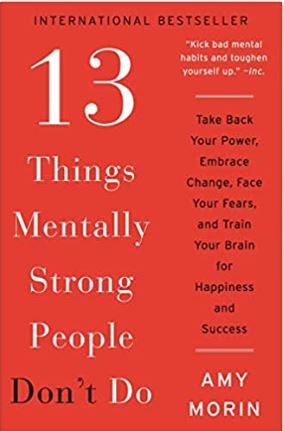 INTERNATIONAL BESTSELLER
13
Things
Mentally
Strong
People
Don't Do
"Kick bad mental
habits and toughen
yourself up." —Inc.
Take Back
Your Power,
Embrace
Change, Face
Your Fears,
and Train
Your Brain
for
Happiness
and
Success
AMY
MORIN